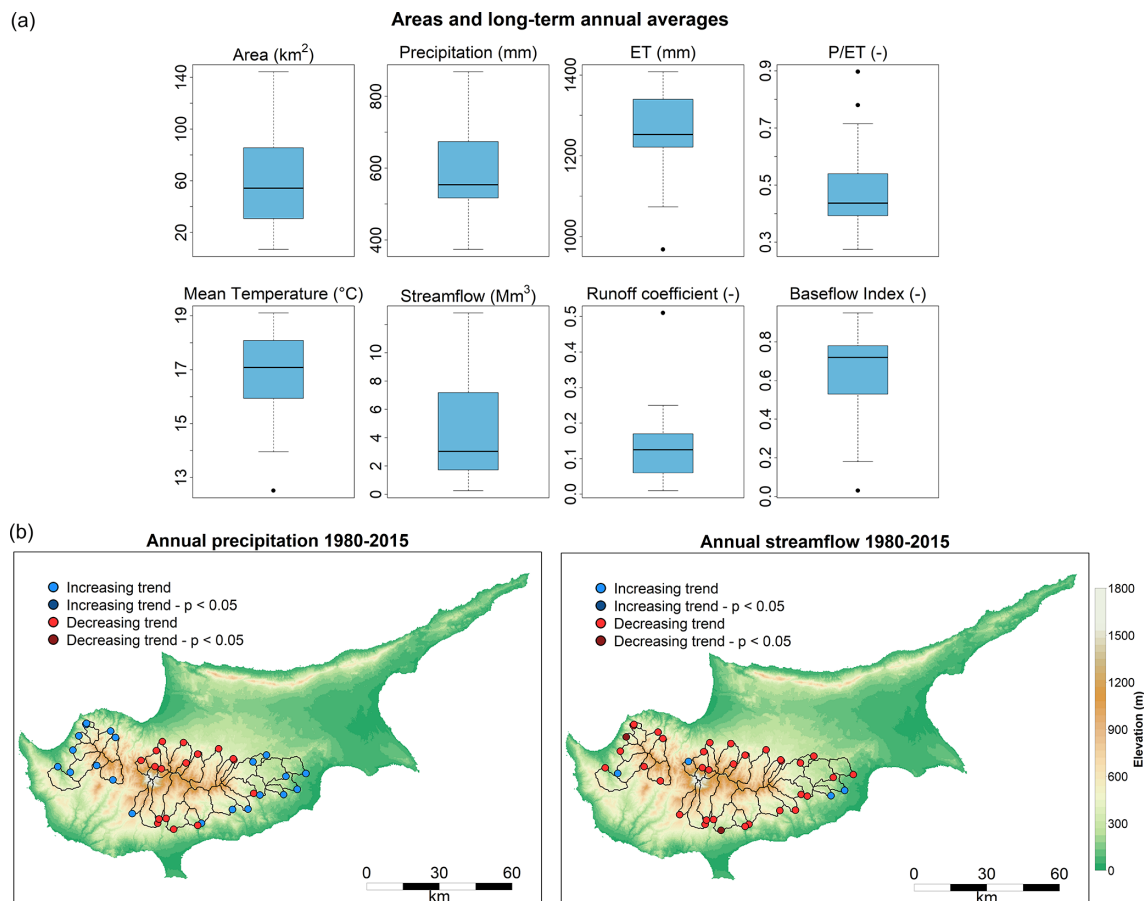 (a)
Areas and long-term annual averages
Area (km²)
140
100
60
20
Precipitation (mm)
800
600
400
ET (mm)
1400
1200
1000
P/ET (-)
0.9
0.7
0.5
0.3
Mean Temperature (°C)
19
17
15
13
Streamflow (Mm³)
10
8
6
4
2
0
Runoff coefficient (-)
0.5
0.4
0.3
0.2
0.1
0.0
Baseflow Index (-)
0.8
0.6
0.4
0.2
0.0
(b)
Annual precipitation 1980-2015
Increasing trend
Increasing trend - p < 0.05
Decreasing trend
Decreasing trend - p < 0.05
0 30 60
km
Annual streamflow 1980-2015
Increasing trend
Increasing trend - p < 0.05
Decreasing trend
Decreasing trend - p < 0.05
0 30 60
km
1800
1500
1200
900
600
300
0
Elevation (m)